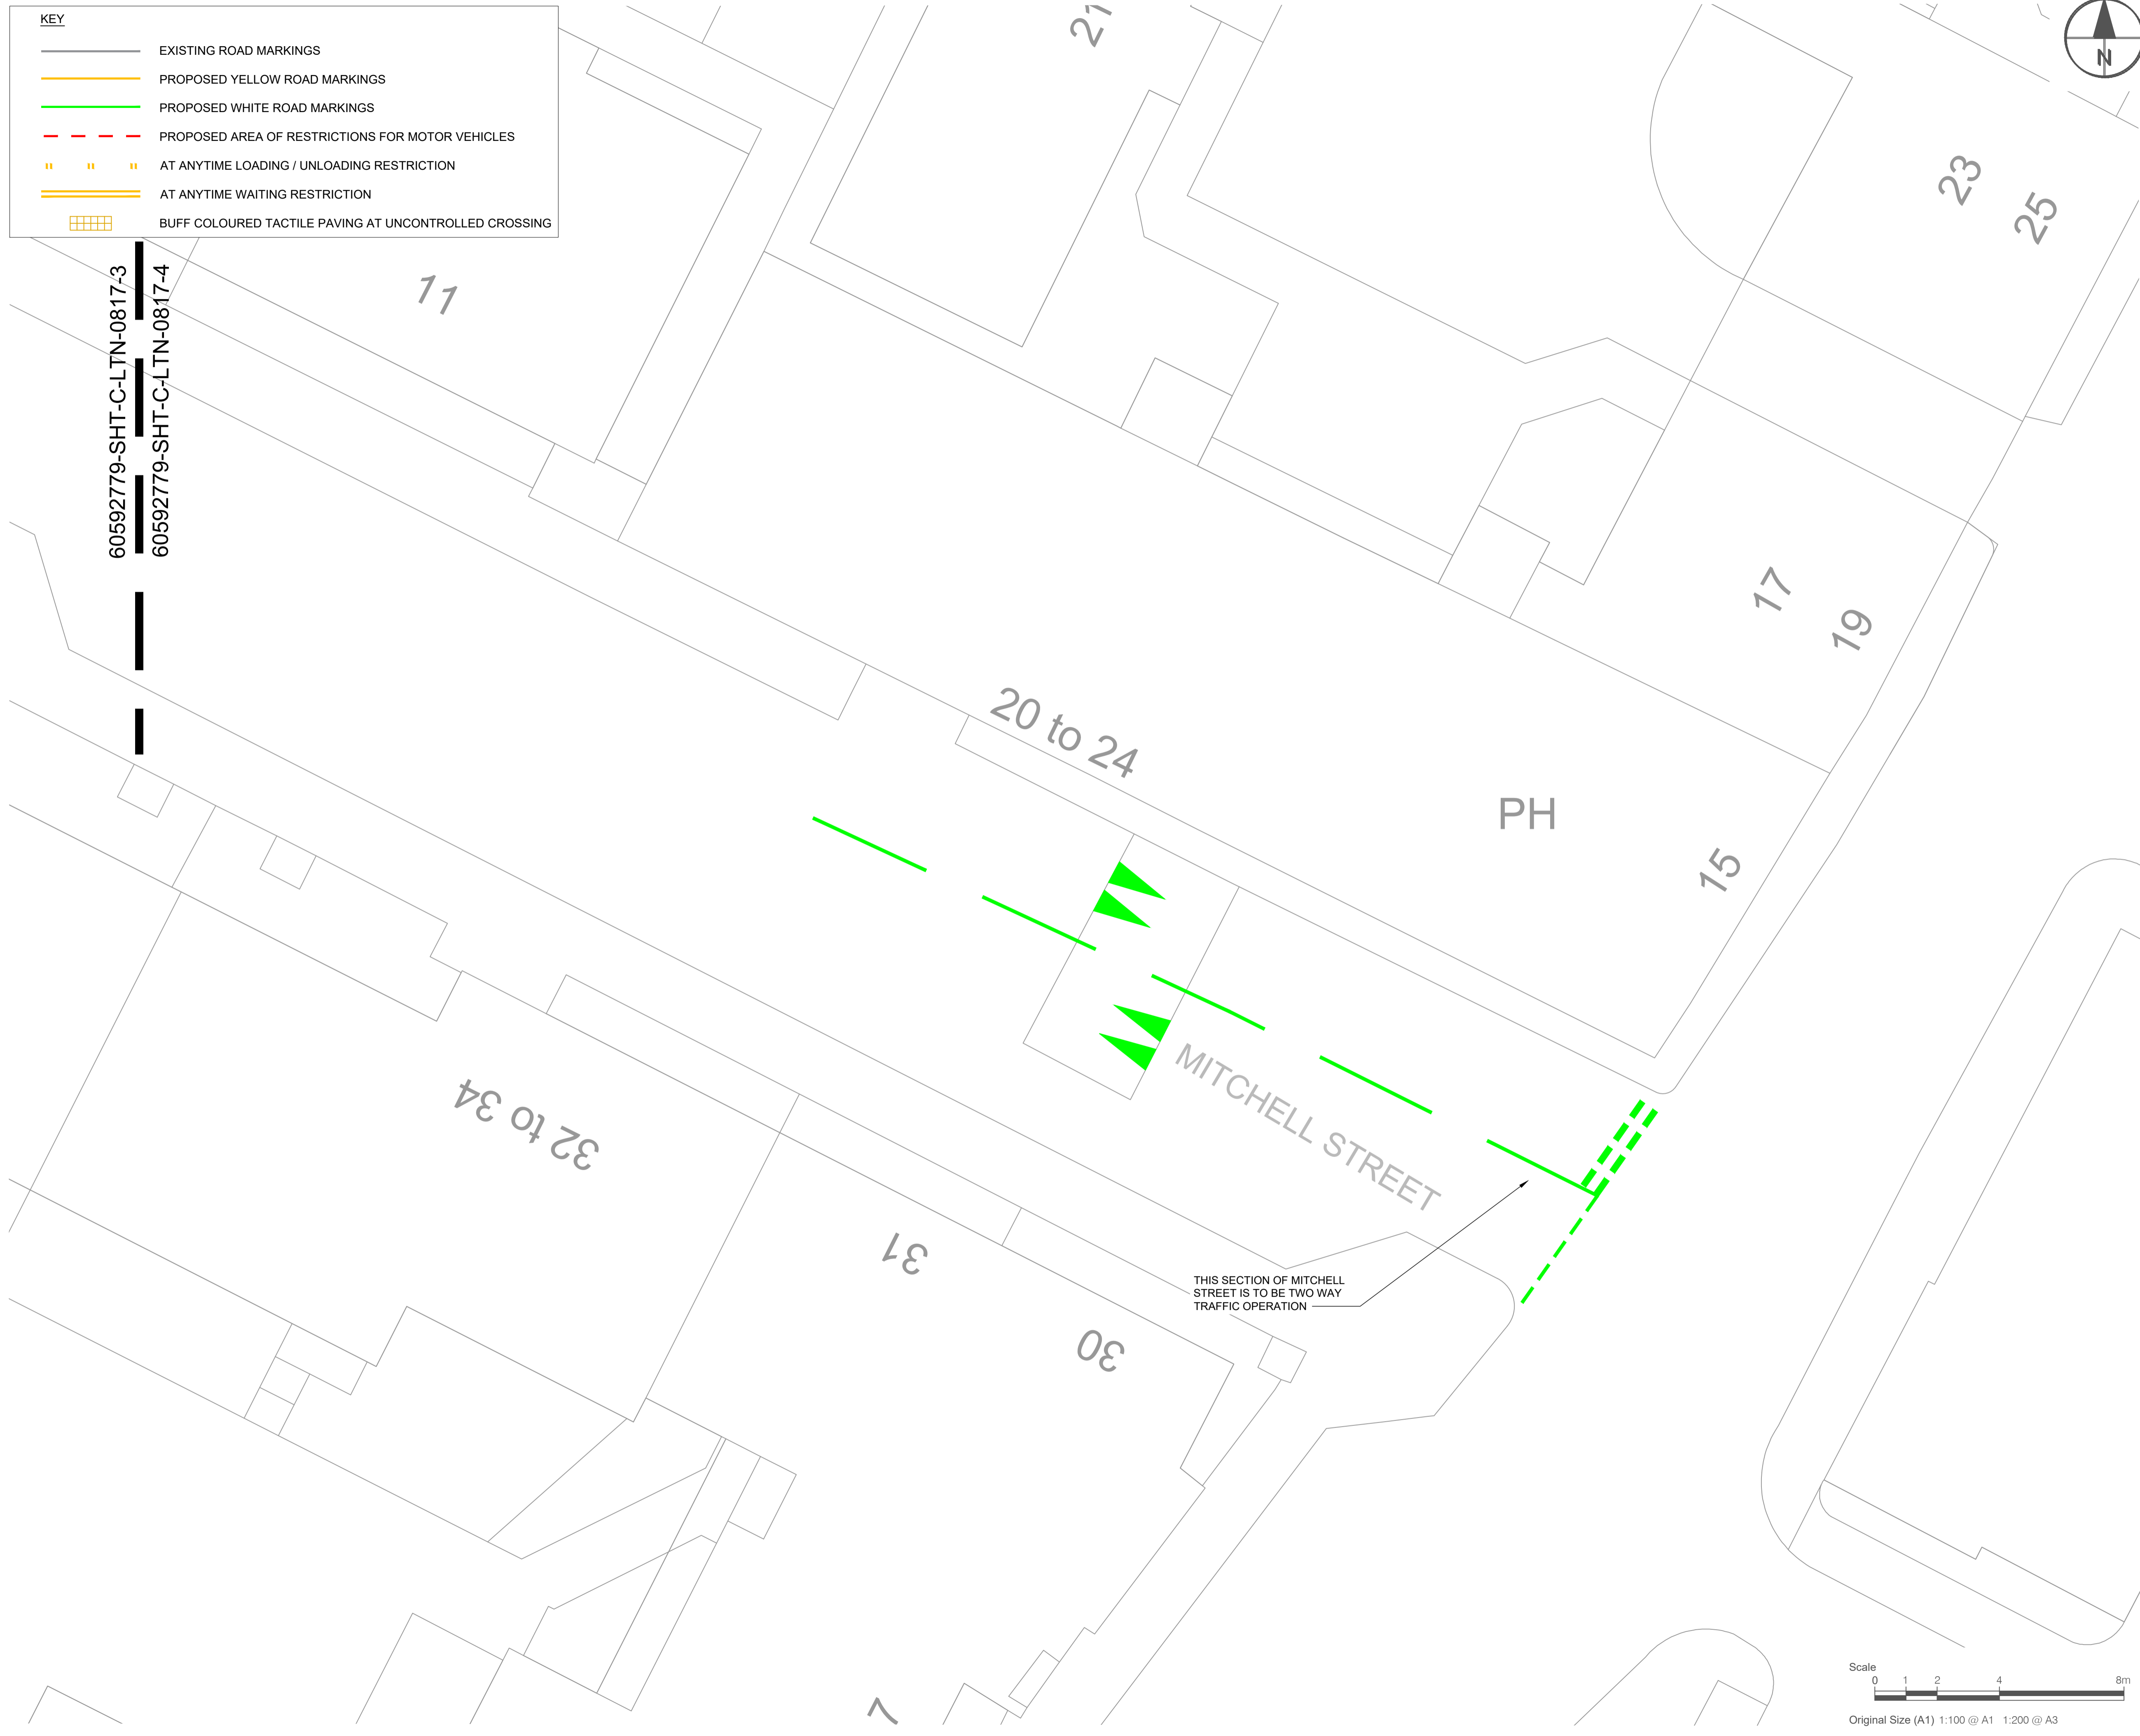 KEY
EXISTING ROAD MARKINGS
PROPOSED YELLOW ROAD MARKINGS
PROPOSED WHITE ROAD MARKINGS
PROPOSED AREA OF RESTRICTIONS FOR MOTOR VEHICLES
AT ANYTIME LOADING / UNLOADING RESTRICTION
AT ANYTIME WAITING RESTRICTION
BUFF COLOURED TACTILE PAVING AT UNCONTROLLED CROSSING
N
60592779-SHT-C-LTN-0817-3
60592779-SHT-C-LTN-0817-4
11
23
25
17
19
20 to 24
PH
15
MITCHELL STREET
32 to 34
31
30
THIS SECTION OF MITCHELL
STREET IS TO BE TWO WAY
TRAFFIC OPERATION
Scale
0 1 2 4 8m
Original Size (A1) 1:100 @ A1 1:200 @ A3